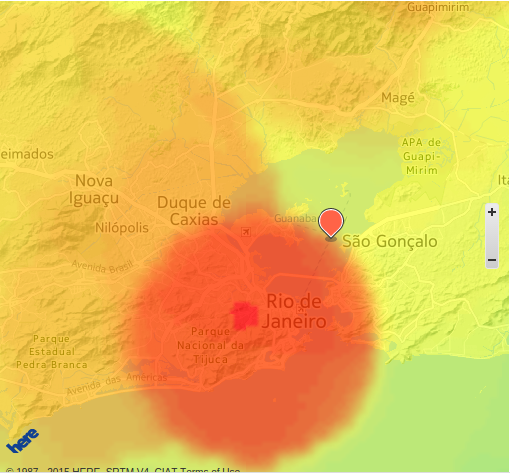 Guapimirim
Magé
APA de
Guapi-
Mirim
eimados
Nova
Iguaçu
Duque de
Caxias
Nilópolis
Guanaba
São Gonçalo
Ita
+
−
Avenida Brasil
Rio de
Janeiro
Parque
Nacional da
Tijuca
Parque
Estadual
Pedra Branca
Avenida das Américas
here
© 1987 - 2015 HERE, SRTM V4, CIAT Terms of Use